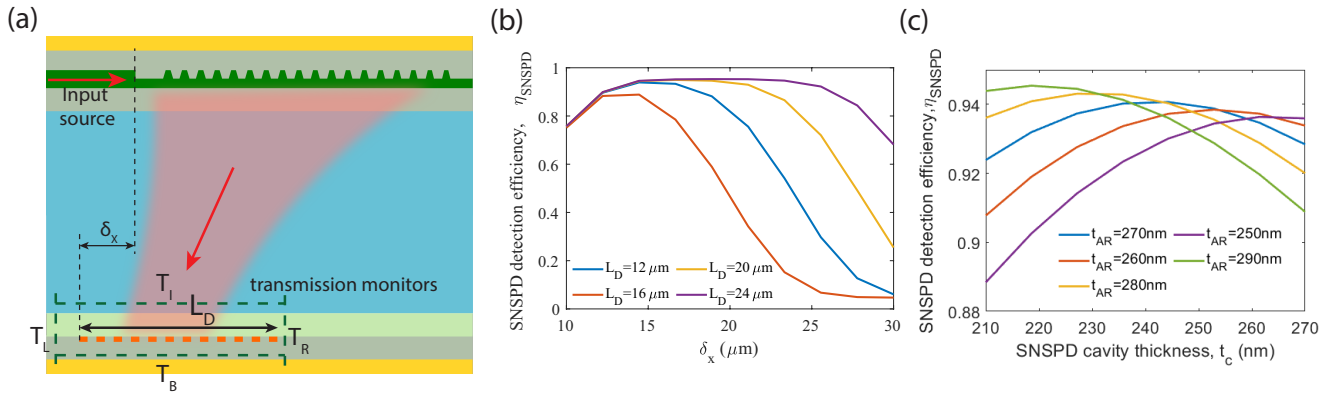 (a)
Input
source
δx
TI
transmission monitors
LD
TL
TR
TB
(b)
SNSPD detection efficiency, ηSNSPD
1
0.8
0.6
0.4
0.2
0
LD=12 μm
LD=20 μm
LD=16 μm
LD=24 μm
10 15 20 25 30
δx (μm)
(c)
SNSPD detection efficiency,ηSNSPD
0.94
0.92
0.9
0.88
tAR=270nm
tAR=250nm
tAR=260nm
tAR=290nm
tAR=280nm
210 220 230 240 250 260 270
SNSPD cavity thickness, tc (nm)